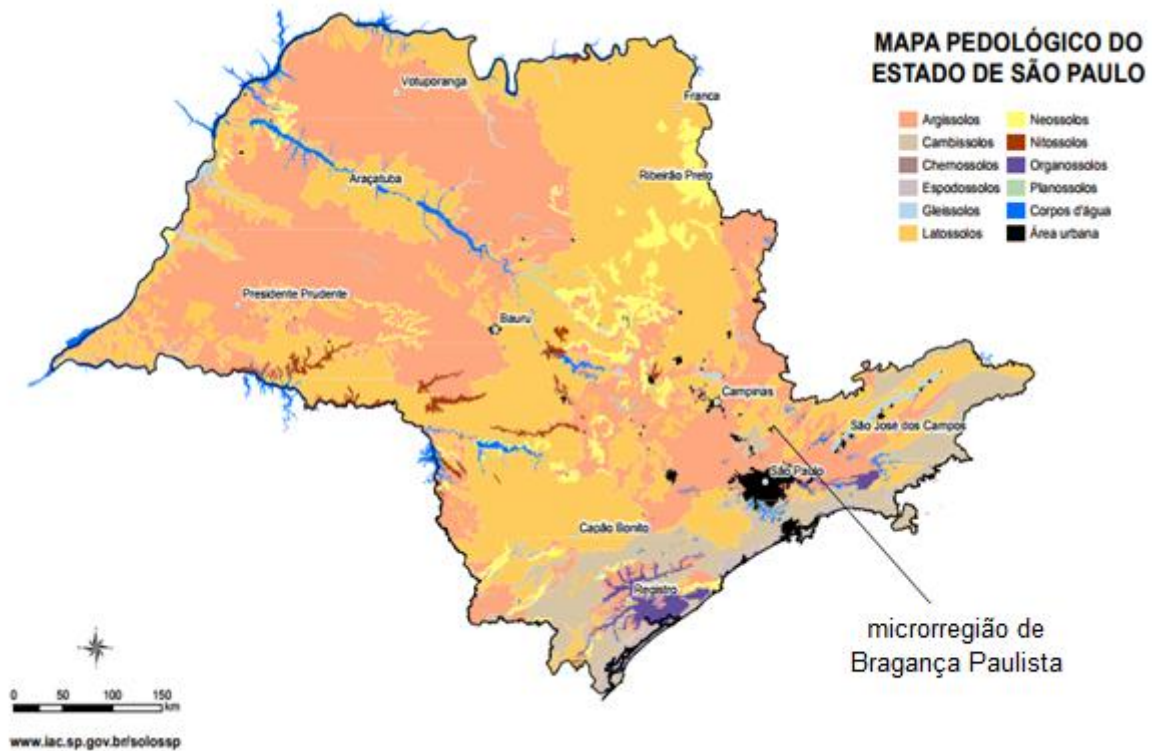 MAPA PEDOLÓGICO DO
ESTADO DE SÃO PAULO
Argissolos
Neossolos
Cambissolos
Nitossolos
Chernossolos
Organossolos
Espodossolos
Planossolos
Gleissolos
Corpos d'água
Latossolos
Área urbana
Votuporanga
Franca
Araçatuba
Ribeirão Preto
Presidente Prudente
Bauru
Campinas
São José dos Campos
São Paulo
Capão Bonito
Registro
microrregião de
Bragança Paulista
0 50 100 150
km
www.iac.sp.gov.br/solossp